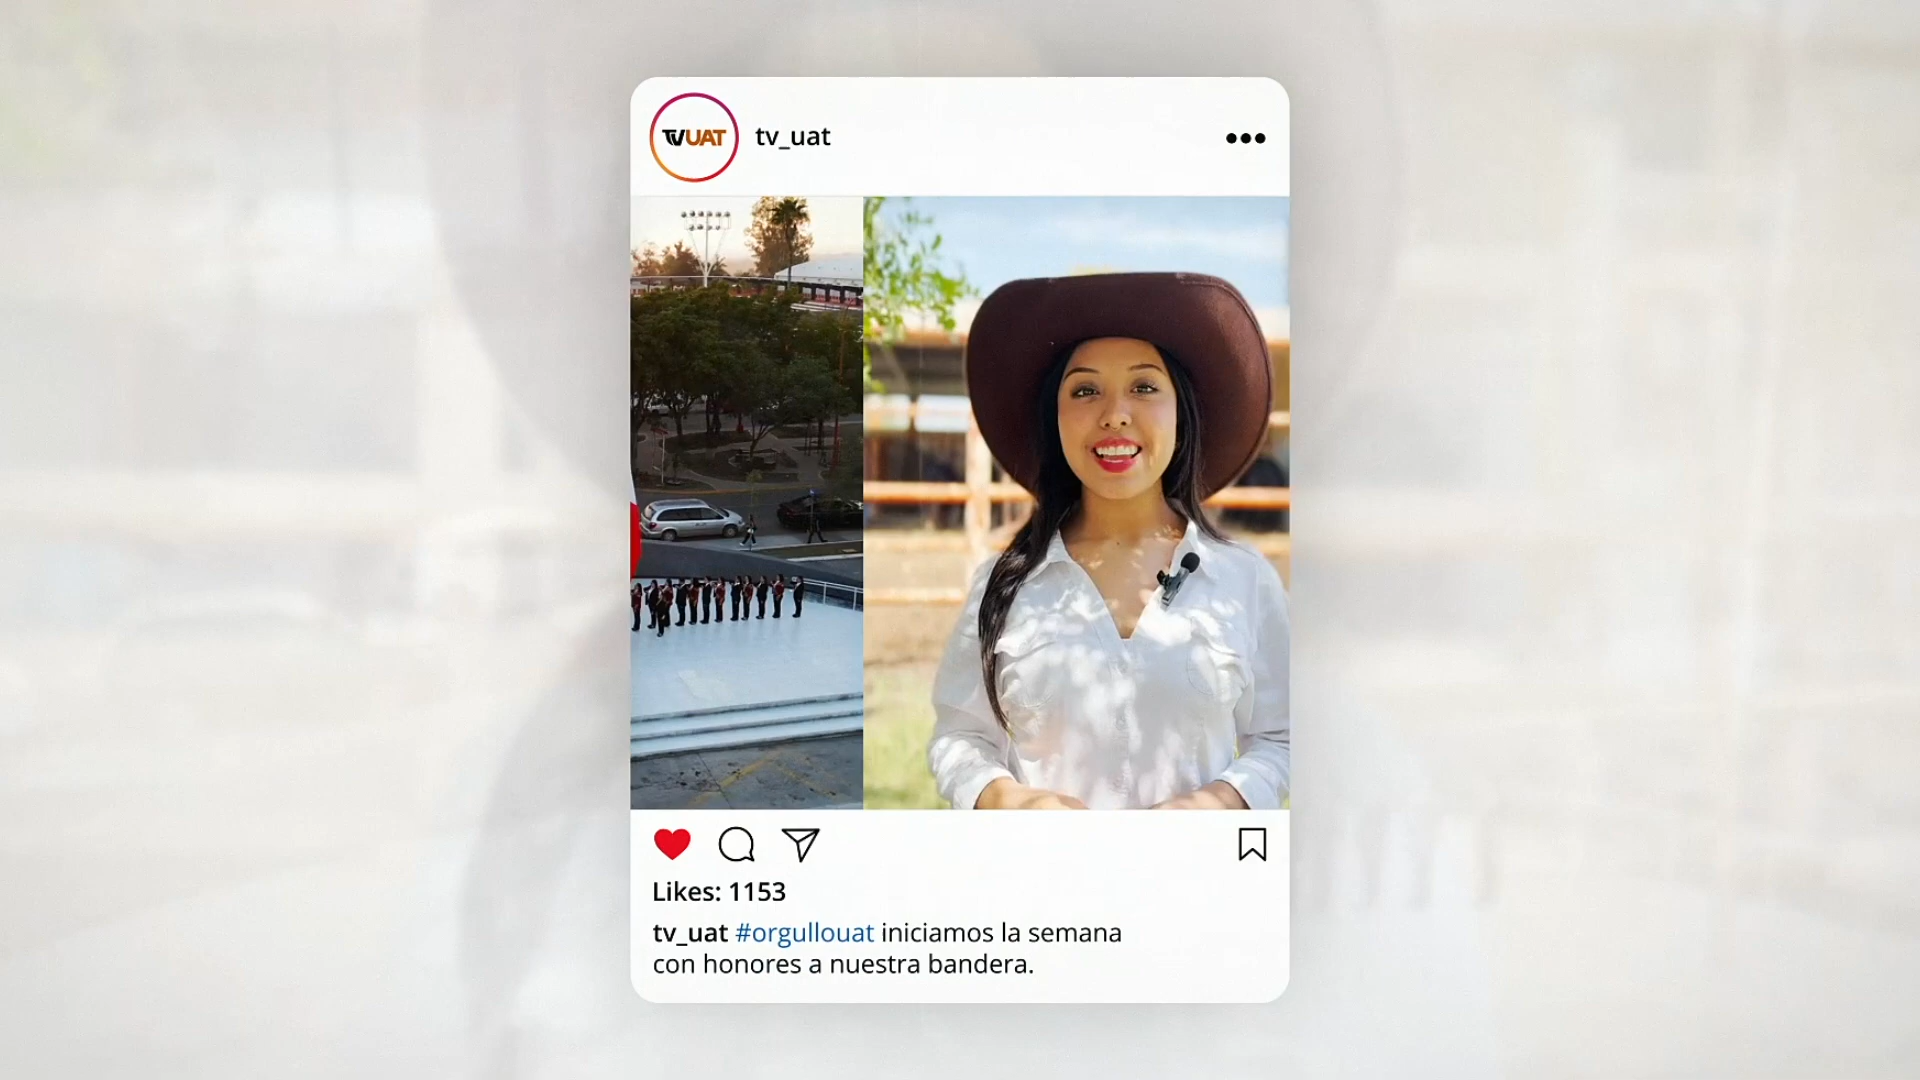 TVUAT
tv_uat
Likes: 1153
tv_uat #orgullouat iniciamos la semana
con honores a nuestra bandera.